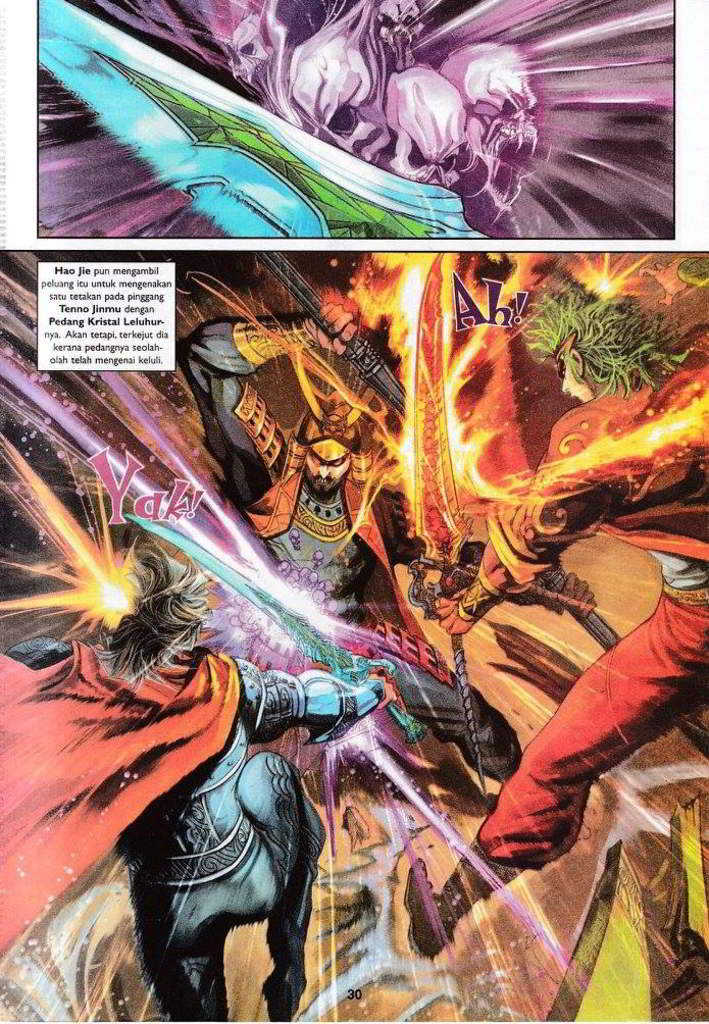 Hao Jie pun mengambil
peluang itu untuk mengenakan
satu tetakan pada pinggang
Tenno Jinmu dengan
Pedang Kristal Leluhur-
nya. Akan tetapi, terkejut dia
kerana pedangnya seolah-
olah telah mengenai keluli.
Ah!
Yak!
30